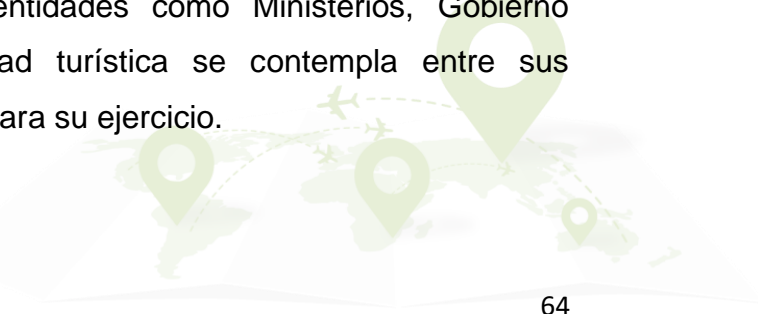 entidades como Ministerios, Gobierno
ad turística se contempla entre sus
ara su ejercicio.
64